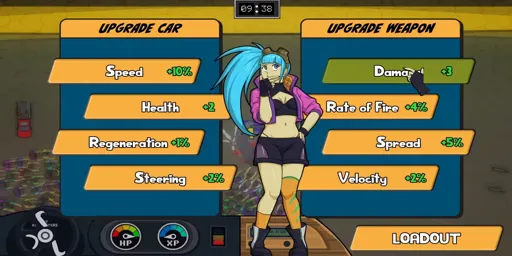 09:38
UPGRADE CAR
Speed +10%
Health +2
Regeneration +1%
Steering +2%
UPGRADE WEAPON
Damage +3
Rate of Fire +4%
Spread +5%
Velocity +2%
HP
XP
LOADOUT